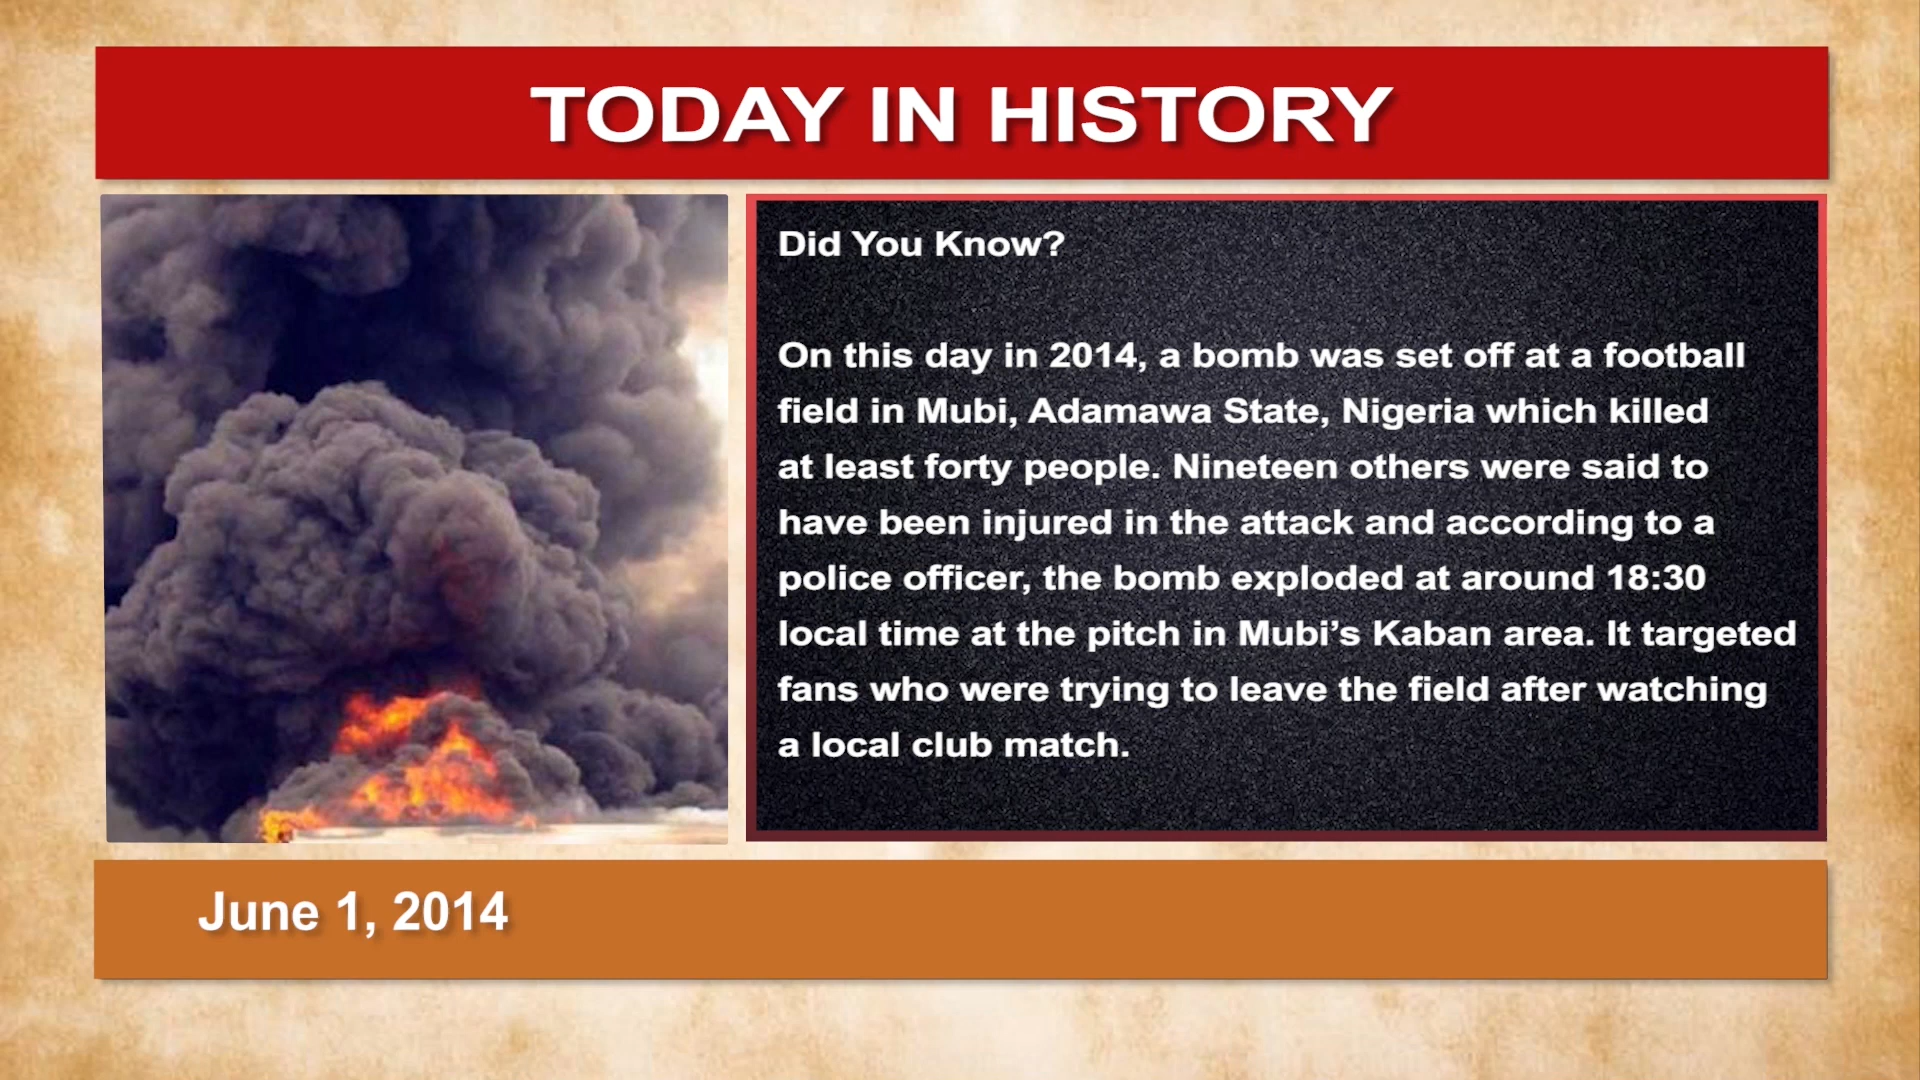 TODAY IN HISTORY
Did You Know?
On this day in 2014, a bomb was set off at a football
field in Mubi, Adamawa State, Nigeria which killed
at least forty people. Nineteen others were said to
have been injured in the attack and according to a
police officer, the bomb exploded at around 18:30
local time at the pitch in Mubi’s Kaban area. It targeted
fans who were trying to leave the field after watching
a local club match.
June 1, 2014